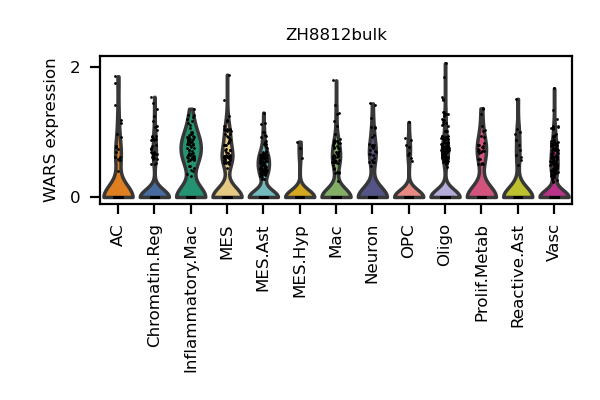 ZH8812bulk
WARS expression
2
0
AC
Chromatin.Reg
Inflammatory.Mac
MES
MES.Ast
MES.Hyp
Mac
Neuron
OPC
Oligo
Prolif.Metab
Reactive.Ast
Vasc